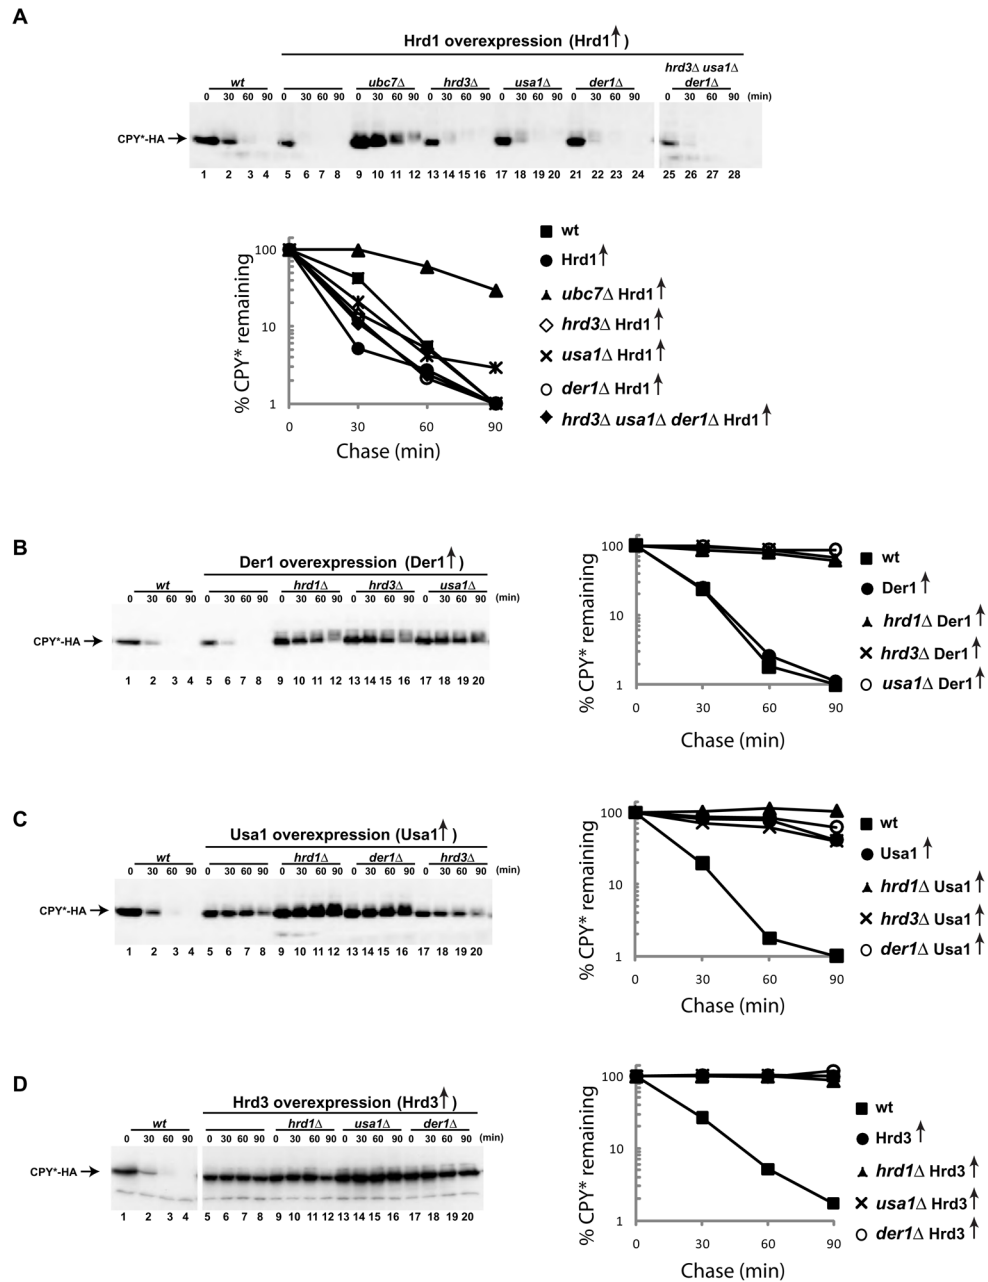 A
Hrd1 overexpression (Hrd1↑)
wt ubc7Δ hrd3Δ usa1Δ der1Δ hrd3Δ usa1Δ
der1Δ
0 30 60 90 0 30 60 90 0 30 60 90 0 30 60 90 0 30 60 90 0 30 60 90 0 30 60 90 (min)
CPY*-HA →
1 2 3 4 5 6 7 8 9 10 11 12 13 14 15 16 17 18 19 20 21 22 23 24 25 26 27 28
% CPY* remaining
100
10
1
0 30 60 90
Chase (min)
wt
Hrd1↑
ubc7Δ Hrd1↑
hrd3Δ Hrd1↑
usa1Δ Hrd1↑
der1Δ Hrd1↑
hrd3Δ usa1Δ der1Δ Hrd1↑
B
Der1 overexpression (Der1↑)
wt hrd1Δ hrd3Δ usa1Δ
0 30 60 90 0 30 60 90 0 30 60 90 0 30 60 90 0 30 60 90 (min)
CPY*-HA →
1 2 3 4 5 6 7 8 9 10 11 12 13 14 15 16 17 18 19 20
% CPY* remaining
100
10
1
0 30 60 90
Chase (min)
wt
Der1↑
hrd1Δ Der1↑
hrd3Δ Der1↑
usa1Δ Der1↑
C
Usa1 overexpression (Usa1↑)
wt hrd1Δ der1Δ hrd3Δ
0 30 60 90 0 30 60 90 0 30 60 90 0 30 60 90 0 30 60 90 (min)
CPY*-HA →
1 2 3 4 5 6 7 8 9 10 11 12 13 14 15 16 17 18 19 20
% CPY* remaining
100
10
1
0 30 60 90
Chase (min)
wt
Usa1↑
hrd1Δ Usa1↑
hrd3Δ Usa1↑
der1Δ Usa1↑
D
Hrd3 overexpression (Hrd3↑)
wt hrd1Δ usa1Δ der1Δ
0 30 60 90 0 30 60 90 0 30 60 90 0 30 60 90 0 30 60 90 (min)
CPY*-HA →
1 2 3 4 5 6 7 8 9 10 11 12 13 14 15 16 17 18 19 20
% CPY* remaining
100
10
1
0 30 60 90
Chase (min)
wt
Hrd3↑
hrd1Δ Hrd3↑
usa1Δ Hrd3↑
der1Δ Hrd3↑